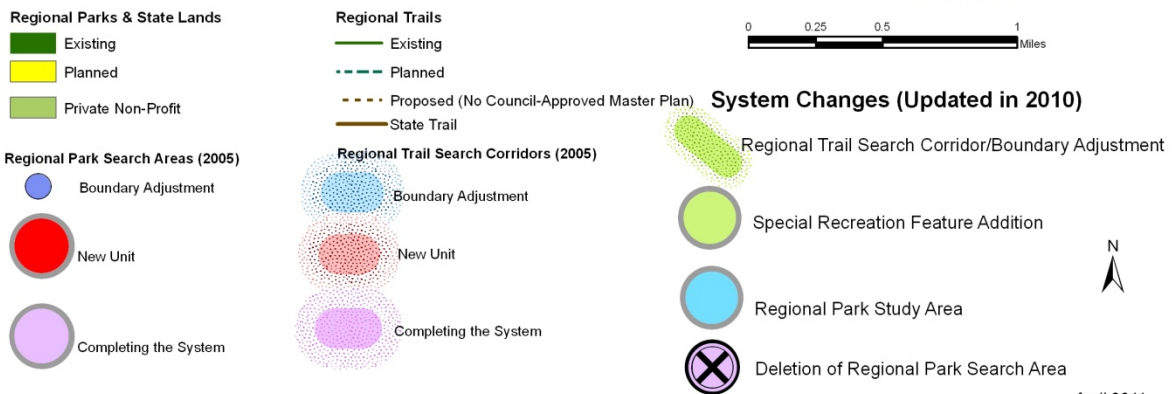 Regional Parks & State Lands
Existing
Planned
Private Non-Profit
Regional Park Search Areas (2005)
Boundary Adjustment
New Unit
Completing the System
Regional Trails
Existing
Planned
Proposed (No Council-Approved Master Plan)
State Trail
Regional Trail Search Corridors (2005)
Boundary Adjustment
New Unit
Completing the System
0 0.25 0.5 1
Miles
System Changes (Updated in 2010)
Regional Trail Search Corridor/Boundary Adjustment
Special Recreation Feature Addition
N
Regional Park Study Area
Deletion of Regional Park Search Area